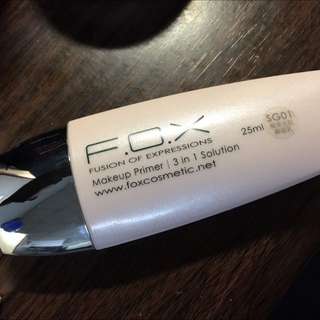 F.O.X
FUSION OF EXPRESSIONS
Makeup Primer | 3 in 1 Solution
www.foxcosmetic.net
25ml
SG01